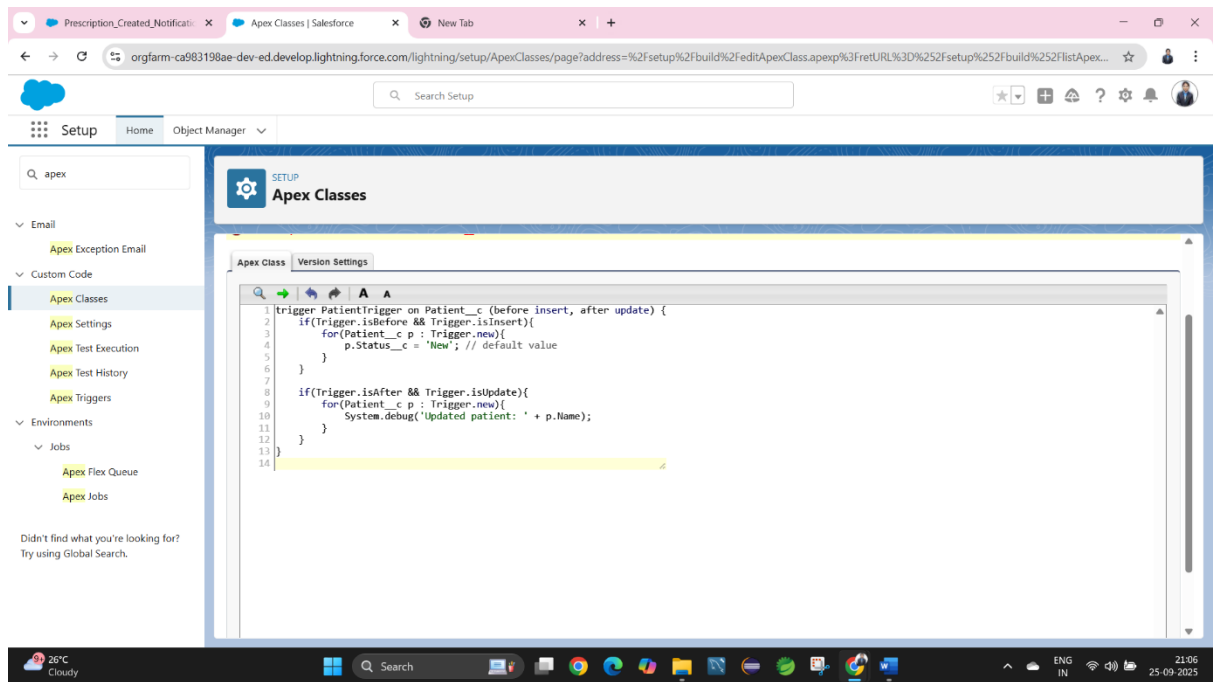 Prescription_Created_Notificatic
Apex Classes | Salesforce
New Tab
orgfarm-ca983198ae-dev-ed.develop.lightning.force.com/lightning/setup/ApexClasses/page?address=%2Fsetup%2Fbuild%2FeditApexClass.apexp%3FretURL%3D%252Fsetup%252Fbuild%252FlistApex...
Search Setup
Setup
Home
Object Manager
apex
Email
Apex Exception Email
Custom Code
Apex Classes
Apex Settings
Apex Test Execution
Apex Test History
Apex Triggers
Environments
Jobs
Apex Flex Queue
Apex Jobs
Didn't find what you're looking for?
Try using Global Search.
SETUP
Apex Classes
Apex Class
Version Settings
A A
1 trigger PatientTrigger on Patient__c (before insert, after update) {
2 if(Trigger.isBefore && Trigger.isInsert){
3 for(Patient__c p : Trigger.new){
4 p.Status__c = 'New'; // default value
5 }
6 }
7
8 if(Trigger.isAfter && Trigger.isUpdate){
9 for(Patient__c p : Trigger.new){
10 System.debug('Updated patient: ' + p.Name);
11 }
12 }
13 }
14
9+
26°C
Cloudy
Search
ENG
IN
21:06
25-09-2025